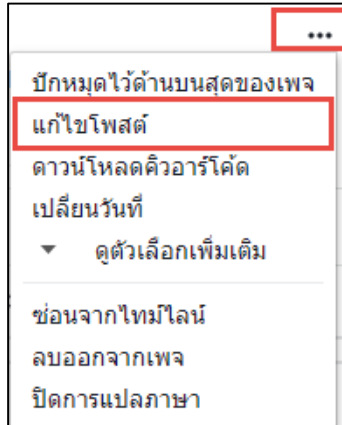 •••
ปักหมุดไว้ด้านบนสุดของเพจ
แก้ไขโพสต์
ดาวน์โหลดคิวอาร์โค้ด
เปลี่ยนวันที่
ดูตัวเลือกเพิ่มเติม
ซ่อนจากไทม์ไลน์
ลบออกจากเพจ
ปิดการแปลภาษา